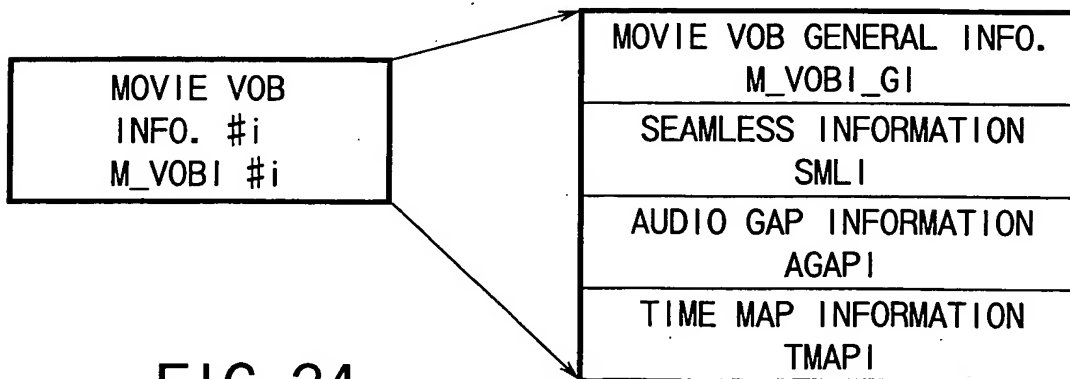 MOVIE VOB
INFO. #i
M_VOBI #i
MOVIE VOB GENERAL INFO.
M_VOBI_GI
SEAMLESS INFORMATION
SMLI
AUDIO GAP INFORMATION
AGAPI
TIME MAP INFORMATION
TMAPI